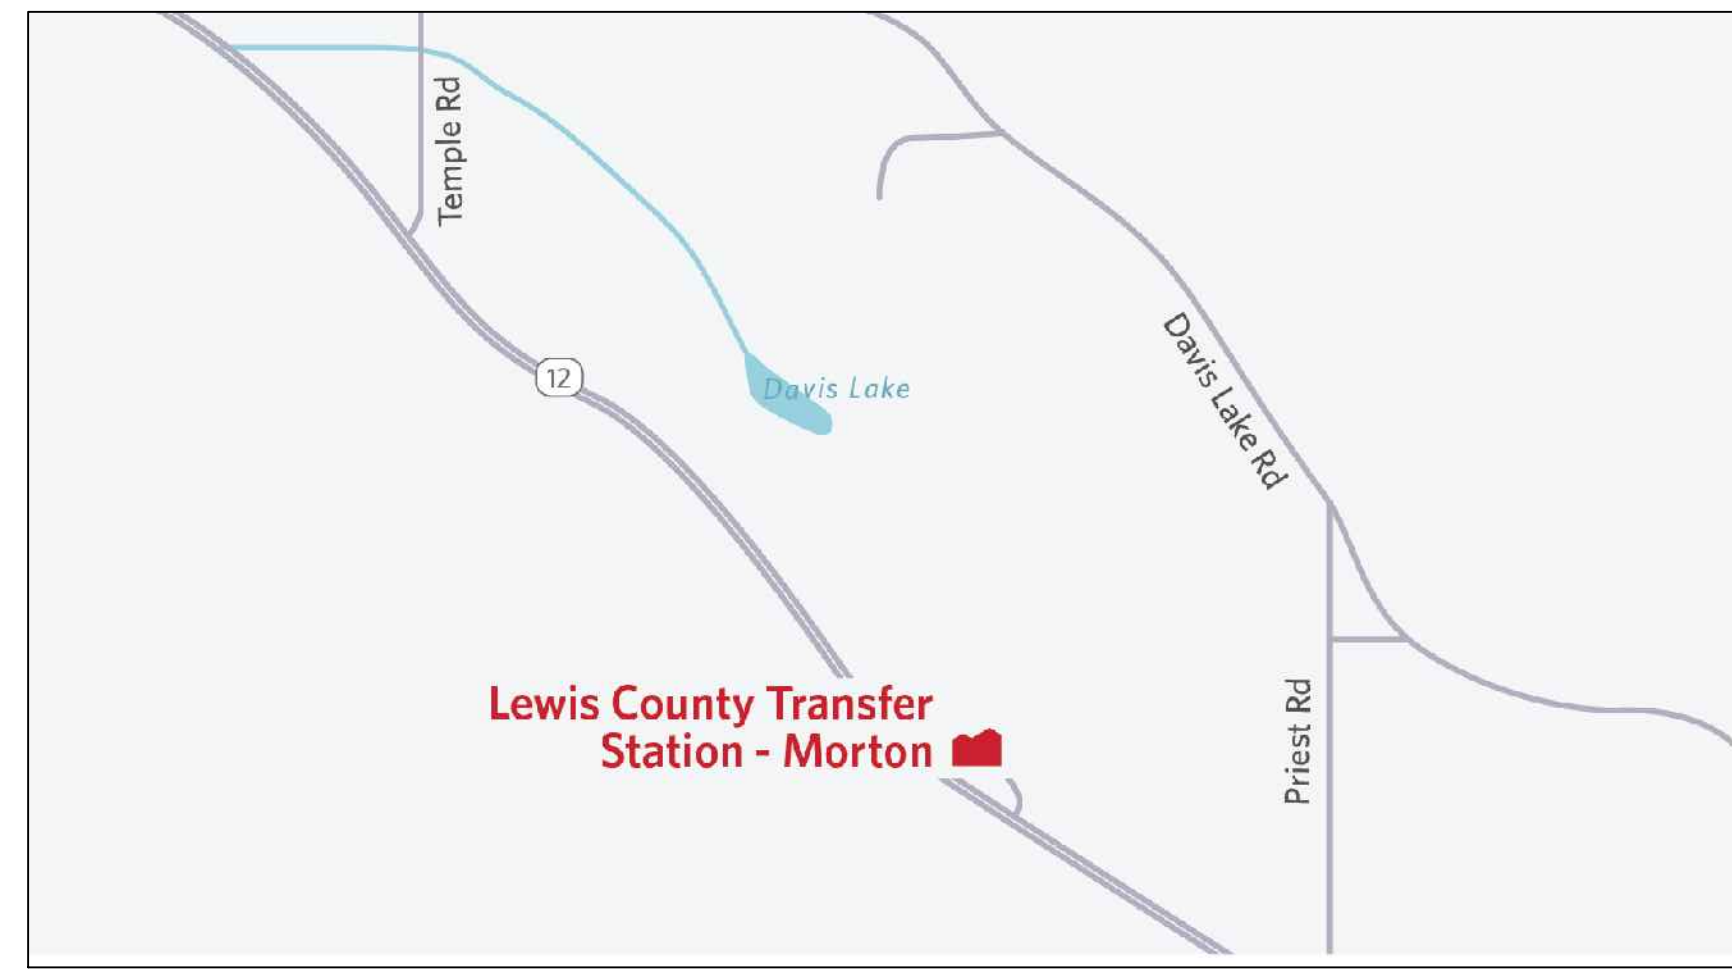 Temple Rd
12
Davis Lake
Davis Lake Rd
Lewis County Transfer
Station - Morton
Priest Rd